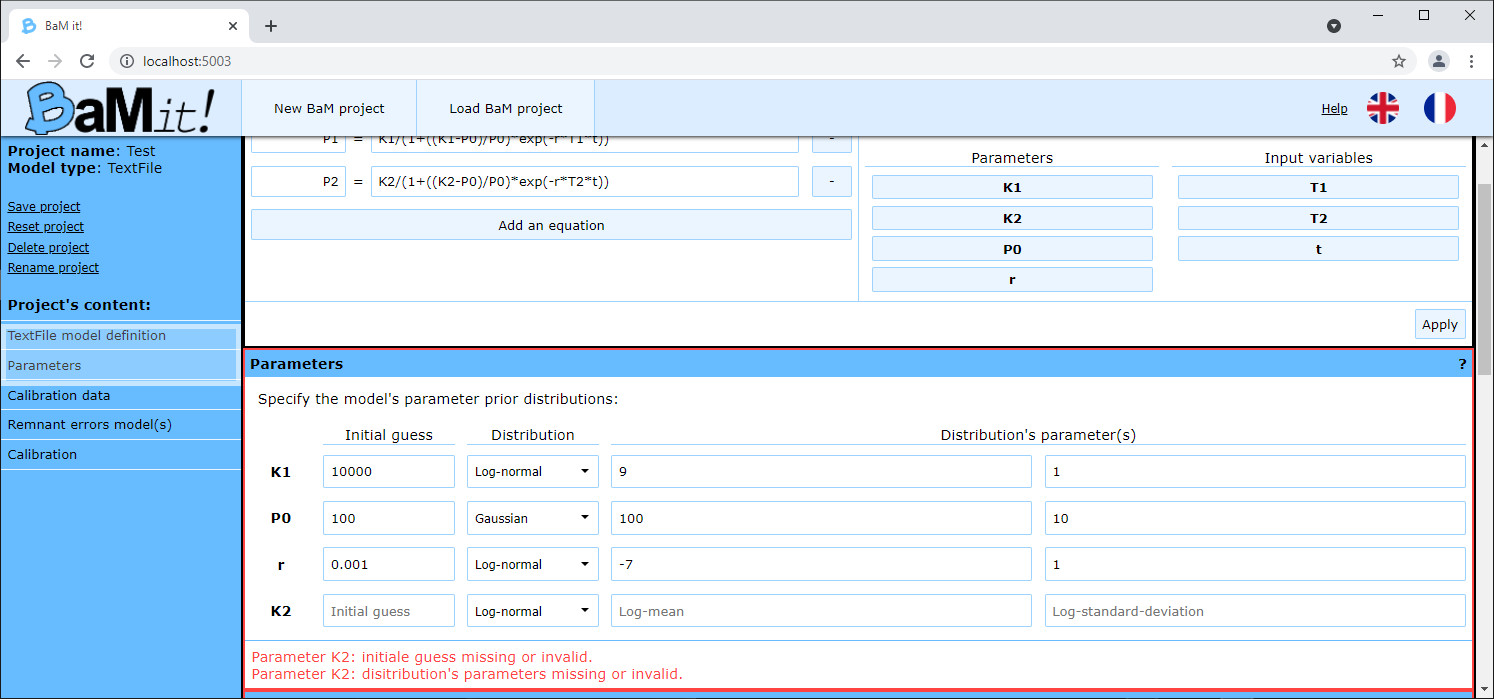 BaM it!
localhost:5003
BaMit!
New BaM project
Load BaM project
Help
Project name: Test
Model type: TextFile
Save project
Reset project
Delete project
Rename project
Project's content:
TextFile model definition
Parameters
Calibration data
Remnant errors model(s)
Calibration
P1 = K1/(1+((K1-P0)/P0)*exp(-r*T1*t)) -
P2 = K2/(1+((K2-P0)/P0)*exp(-r*T2*t)) -
Add an equation
Parameters Input variables
K1 T1
K2 T2
P0 t
r
Apply
Parameters ?
Specify the model's parameter prior distributions:
Initial guess Distribution Distribution's parameter(s)
K1 10000 Log-normal 9 1
P0 100 Gaussian 100 10
r 0.001 Log-normal -7 1
K2 Initial guess Log-normal Log-mean Log-standard-deviation
Parameter K2: initiale guess missing or invalid.
Parameter K2: disitribution's parameters missing or invalid.